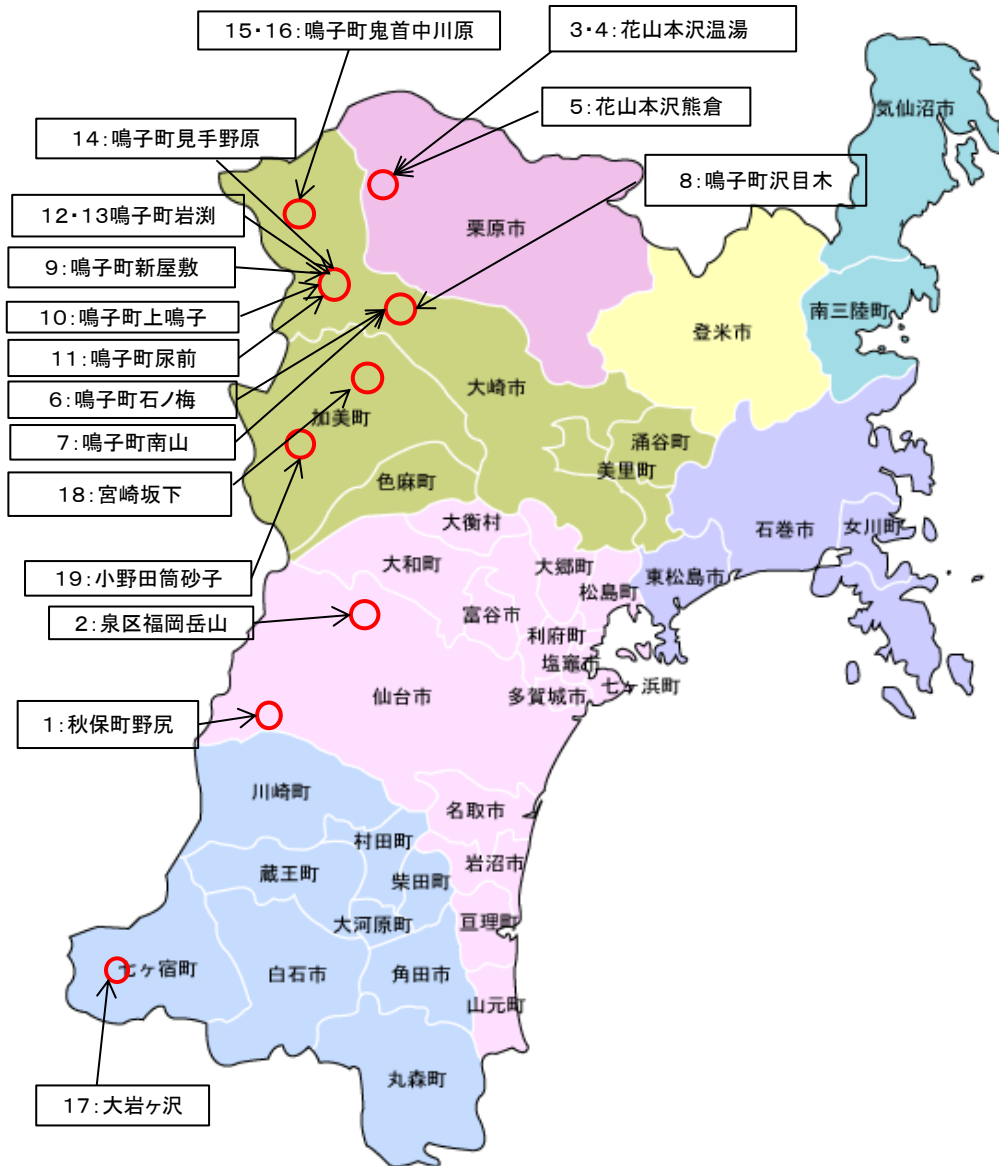 15・16：鳴子町鬼首中川原
3・4：花山本沢温湯
5：花山本沢熊倉
14：鳴子町見手野原
8：鳴子町沢目木
12・13鳴子町岩渕
9：鳴子町新屋敷
10：鳴子町上鳴子
11：鳴子町尿前
6：鳴子町石ノ梅
7：鳴子町南山
18：宮崎坂下
19：小野田筒砂子
2：泉区福岡岳山
1：秋保町野尻
17：大岩ヶ沢
気仙沼市
栗原市
南三陸町
登米市
大崎市
加美町
涌谷町
美里町
色麻町
大衡村
石巻市
女川町
大和町
大郷町
東松島市
松島町
富谷市
利府町
塩竈市
七ヶ浜町
多賀城市
仙台市
川崎町
名取市
村田町
岩沼市
蔵王町
柴田町
大河原町
亘理町
七ヶ宿町
白石市
角田市
山元町
丸森町